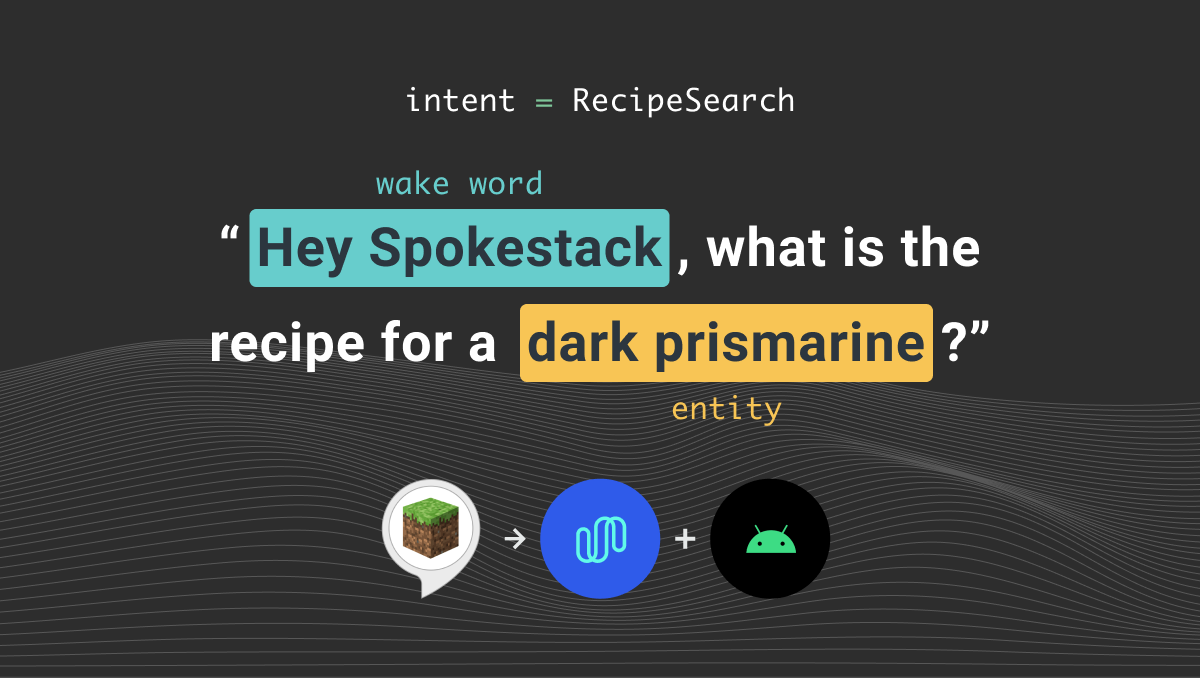 intent = RecipeSearch
wake word
“Hey Spokestack, what is the
recipe for a dark prismarine?”
entity